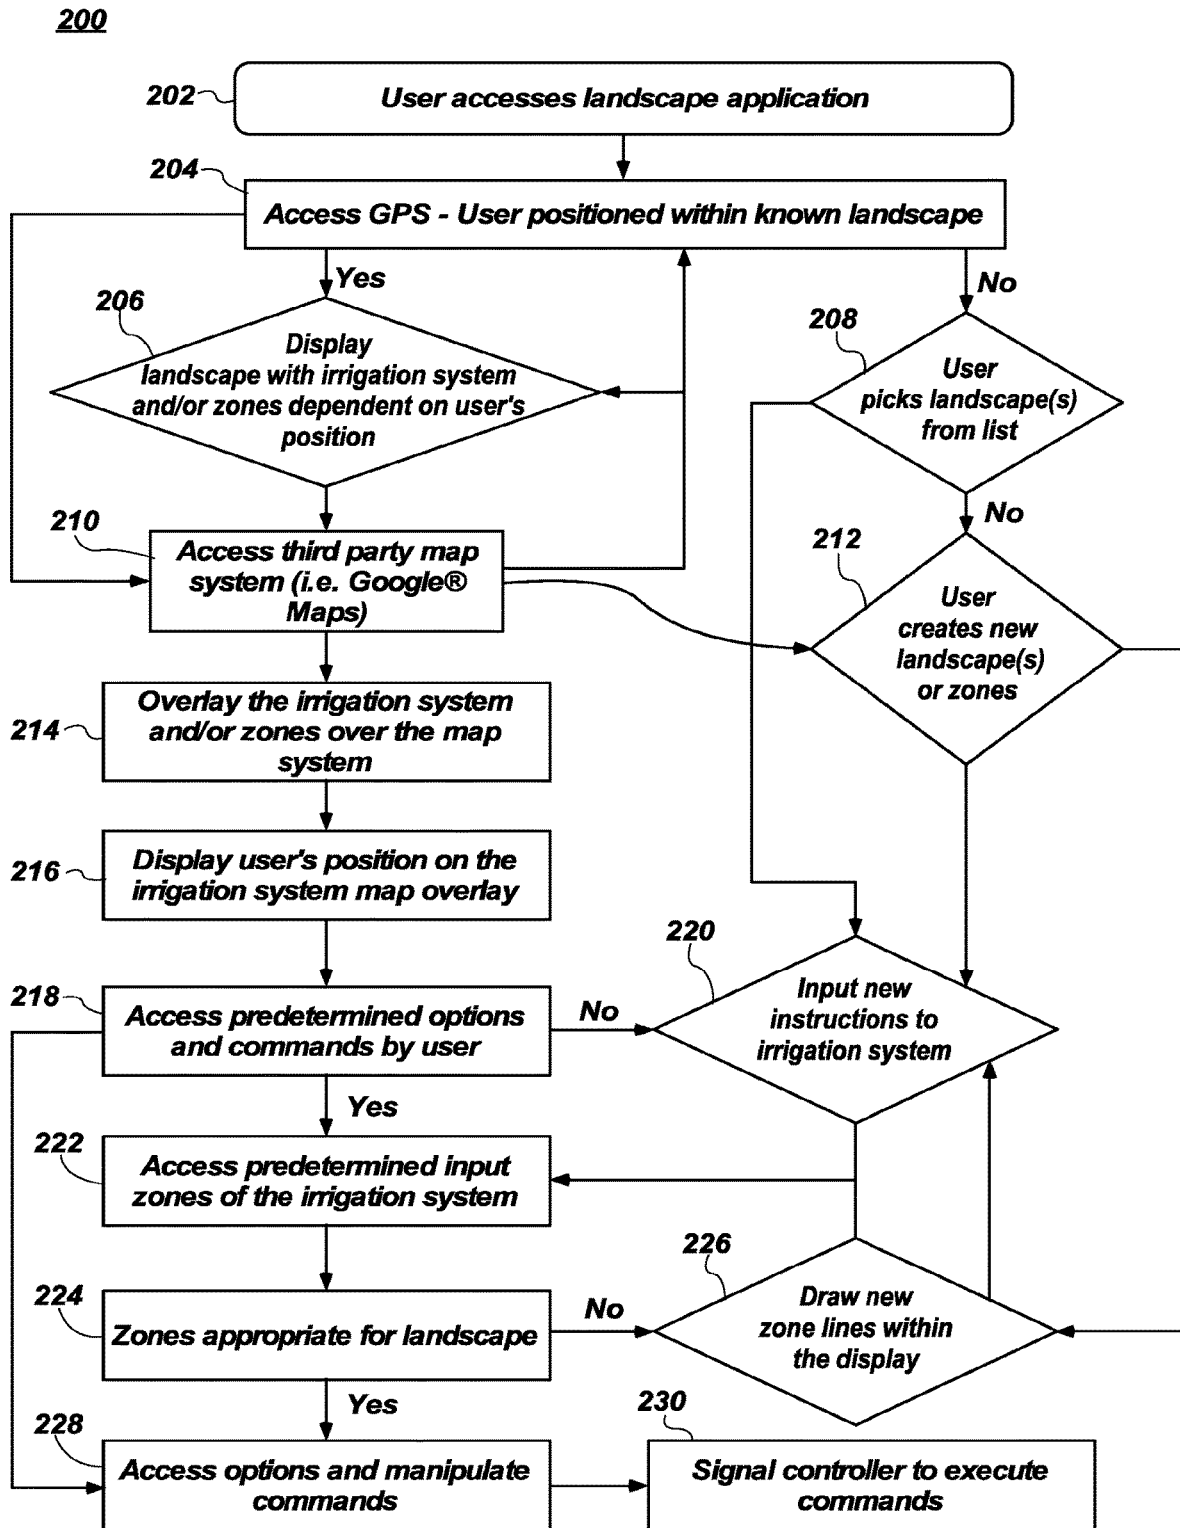 200
202
User accesses landscape application
204
Access GPS - User positioned within known landscape
Yes
No
206
Display
landscape with irrigation system
and/or zones dependent on user's
position
208
User
picks landscape(s)
from list
No
210
Access third party map
system (i.e. Google®
Maps)
212
User
creates new
landscape(s)
or zones
214
Overlay the irrigation system
and/or zones over the map
system
216
Display user's position on the
irrigation system map overlay
218
Access predetermined options
and commands by user
No
Yes
220
Input new
instructions to
irrigation system
222
Access predetermined input
zones of the irrigation system
224
Zones appropriate for landscape
No
Yes
226
Draw new
zone lines within
the display
228
Access options and manipulate
commands
230
Signal controller to execute
commands